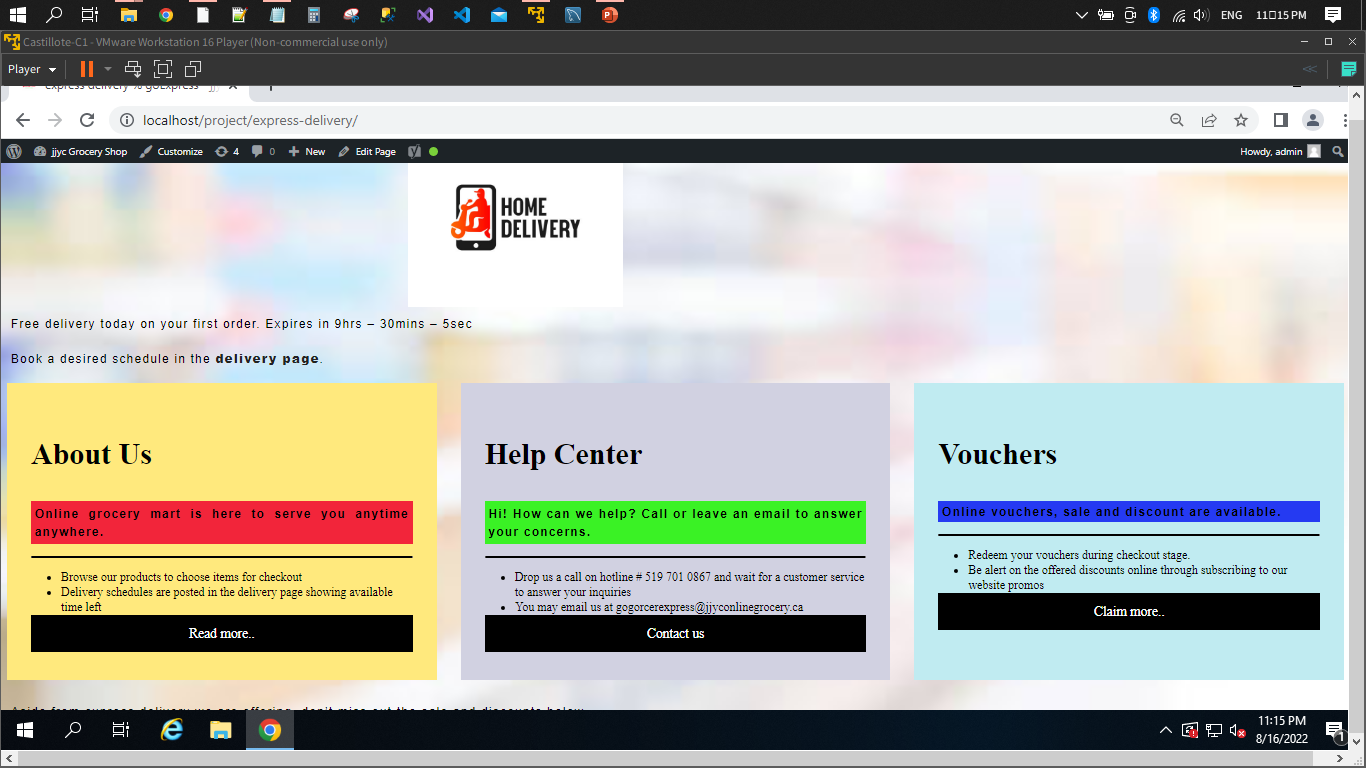 ENG
11:15 PM
Castillote-C1 - VMware Workstation 16 Player (Non-commercial use only)
Player
localhost/project/express-delivery/
jjyc Grocery Shop
Customize
4
0
New
Edit Page
Howdy, admin
HOME
DELIVERY
Free delivery today on your first order. Expires in 9hrs – 30mins – 5sec
Book a desired schedule in the delivery page.
About Us
Online grocery mart is here to serve you anytime
anywhere.
Browse our products to choose items for checkout
Delivery schedules are posted in the delivery page showing available
time left
Read more..
Help Center
Hi! How can we help? Call or leave an email to answer
your concerns.
Drop us a call on hotline # 519 701 0867 and wait for a customer service
to answer your inquiries
You may email us at gogorcerexpress@jjyconlinegrocery.ca
Contact us
Vouchers
Online vouchers, sale and discount are available.
Redeem your vouchers during checkout stage.
Be alert on the offered discounts online through subscribing to our
website promos
Claim more..
11:15 PM
8/16/2022
1